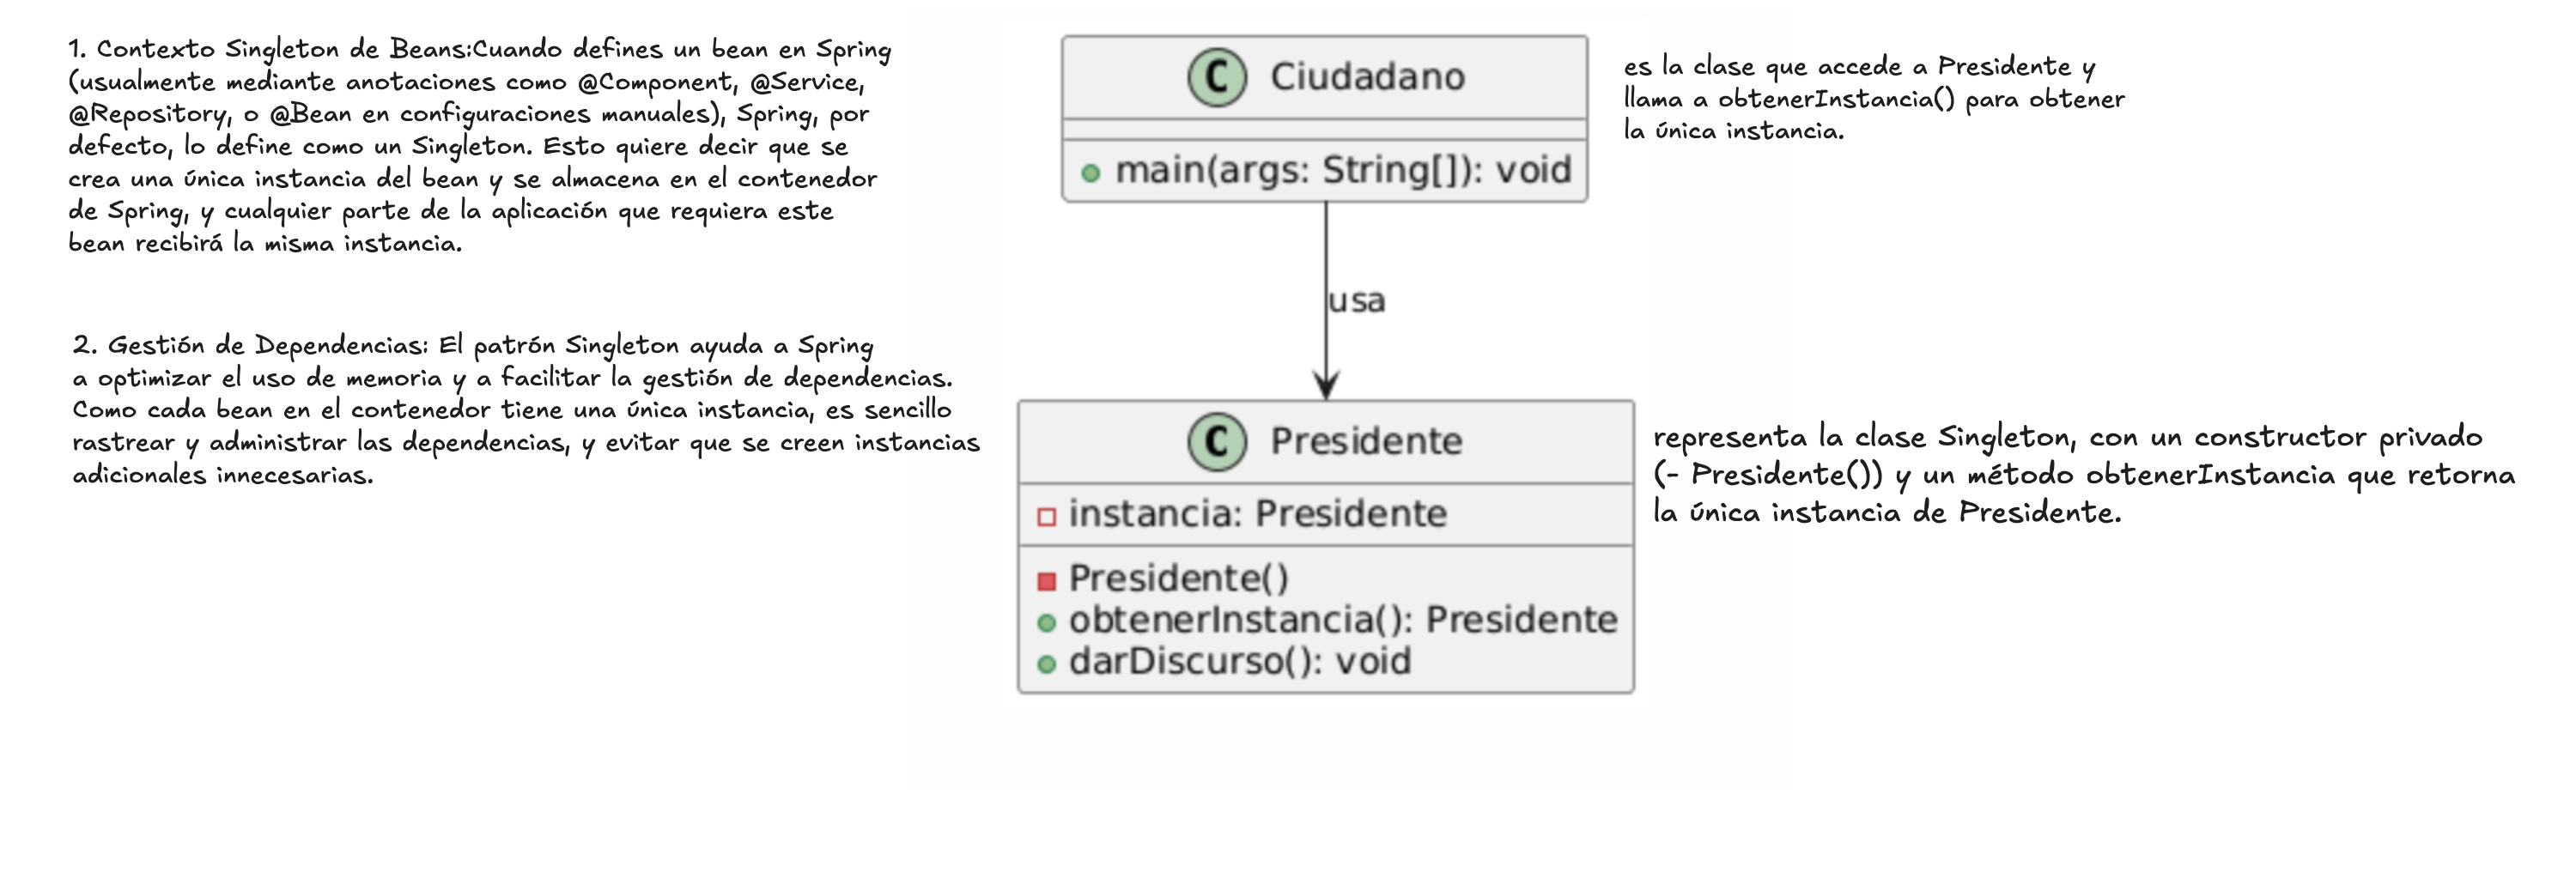 1. Contexto Singleton de Beans:Cuando defines un bean en Spring
(usualmente mediante anotaciones como @Component, @Service,
@Repository, o @Bean en configuraciones manuales), Spring, por
defecto, lo define como un Singleton. Esto quiere decir que se
crea una única instancia del bean y se almacena en el contenedor
de Spring, y cualquier parte de la aplicación que requiera este
bean recibirá la misma instancia.
2. Gestión de Dependencias: El patrón Singleton ayuda a Spring
a optimizar el uso de memoria y a facilitar la gestión de dependencias.
Como cada bean en el contenedor tiene una única instancia, es sencillo
rastrear y administrar las dependencias, y evitar que se creen instancias
adicionales innecesarias.
C Ciudadano
main(args: String[]): void
usa
C Presidente
instancia: Presidente
Presidente()
obtenerInstancia(): Presidente
darDiscurso(): void
es la clase que accede a Presidente y
llama a obtenerInstancia() para obtener
la única instancia.
representa la clase Singleton, con un constructor privado
(- Presidente()) y un método obtenerInstancia que retorna
la única instancia de Presidente.